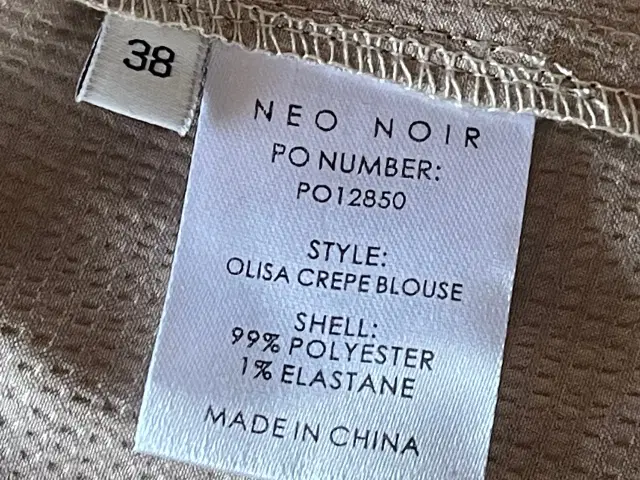 38
NEO NOIR
PO NUMBER:
PO12850
STYLE:
OLISA CREPE BLOUSE
SHELL:
99% POLYESTER
1% ELASTANE
MADE IN CHINA